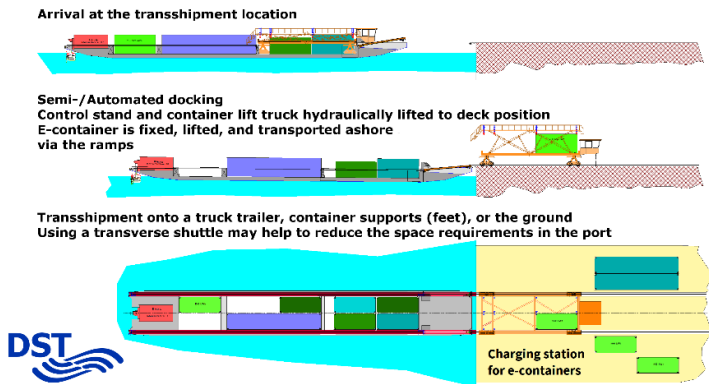 Arrival at the transshipment location
Semi-/Automated docking
Control stand and container lift truck hydraulically lifted to deck position
E-container is fixed, lifted, and transported ashore
via the ramps
Transshipment onto a truck trailer, container supports (feet), or the ground
Using a transverse shuttle may help to reduce the space requirements in the port
DST
Charging station
for e-containers